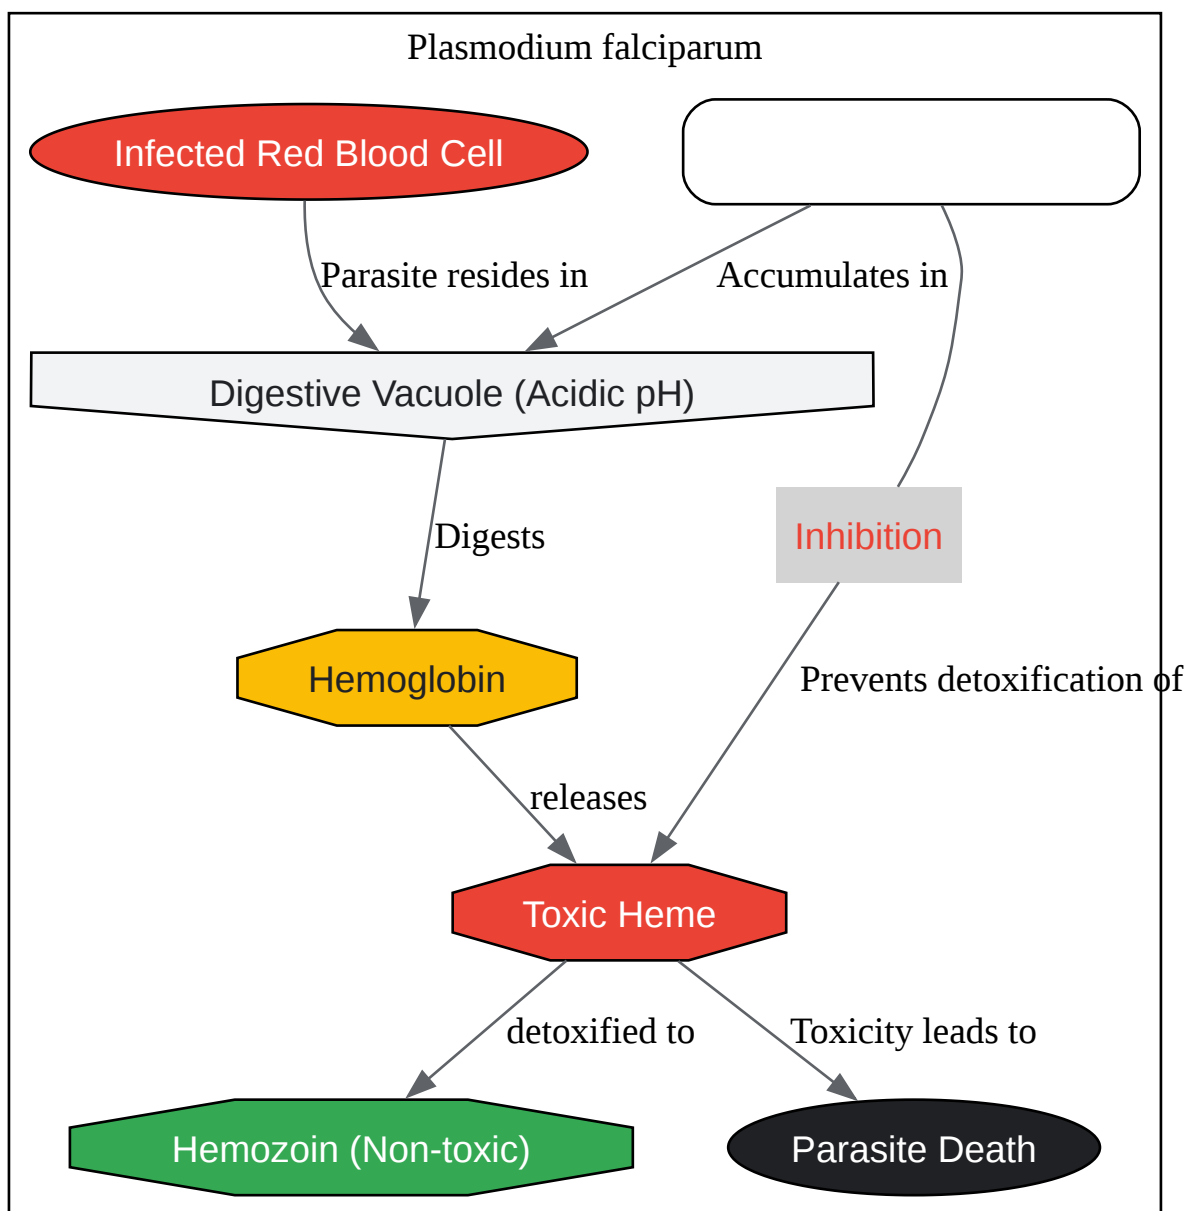 Plasmodium falciparum
Infected Red Blood Cell
Parasite resides in
Accumulates in
Digestive Vacuole (Acidic pH)
Digests
Inhibition
Hemoglobin
Prevents detoxification of
releases
Toxic Heme
detoxified to
Toxicity leads to
Hemozoin (Non-toxic)
Parasite Death